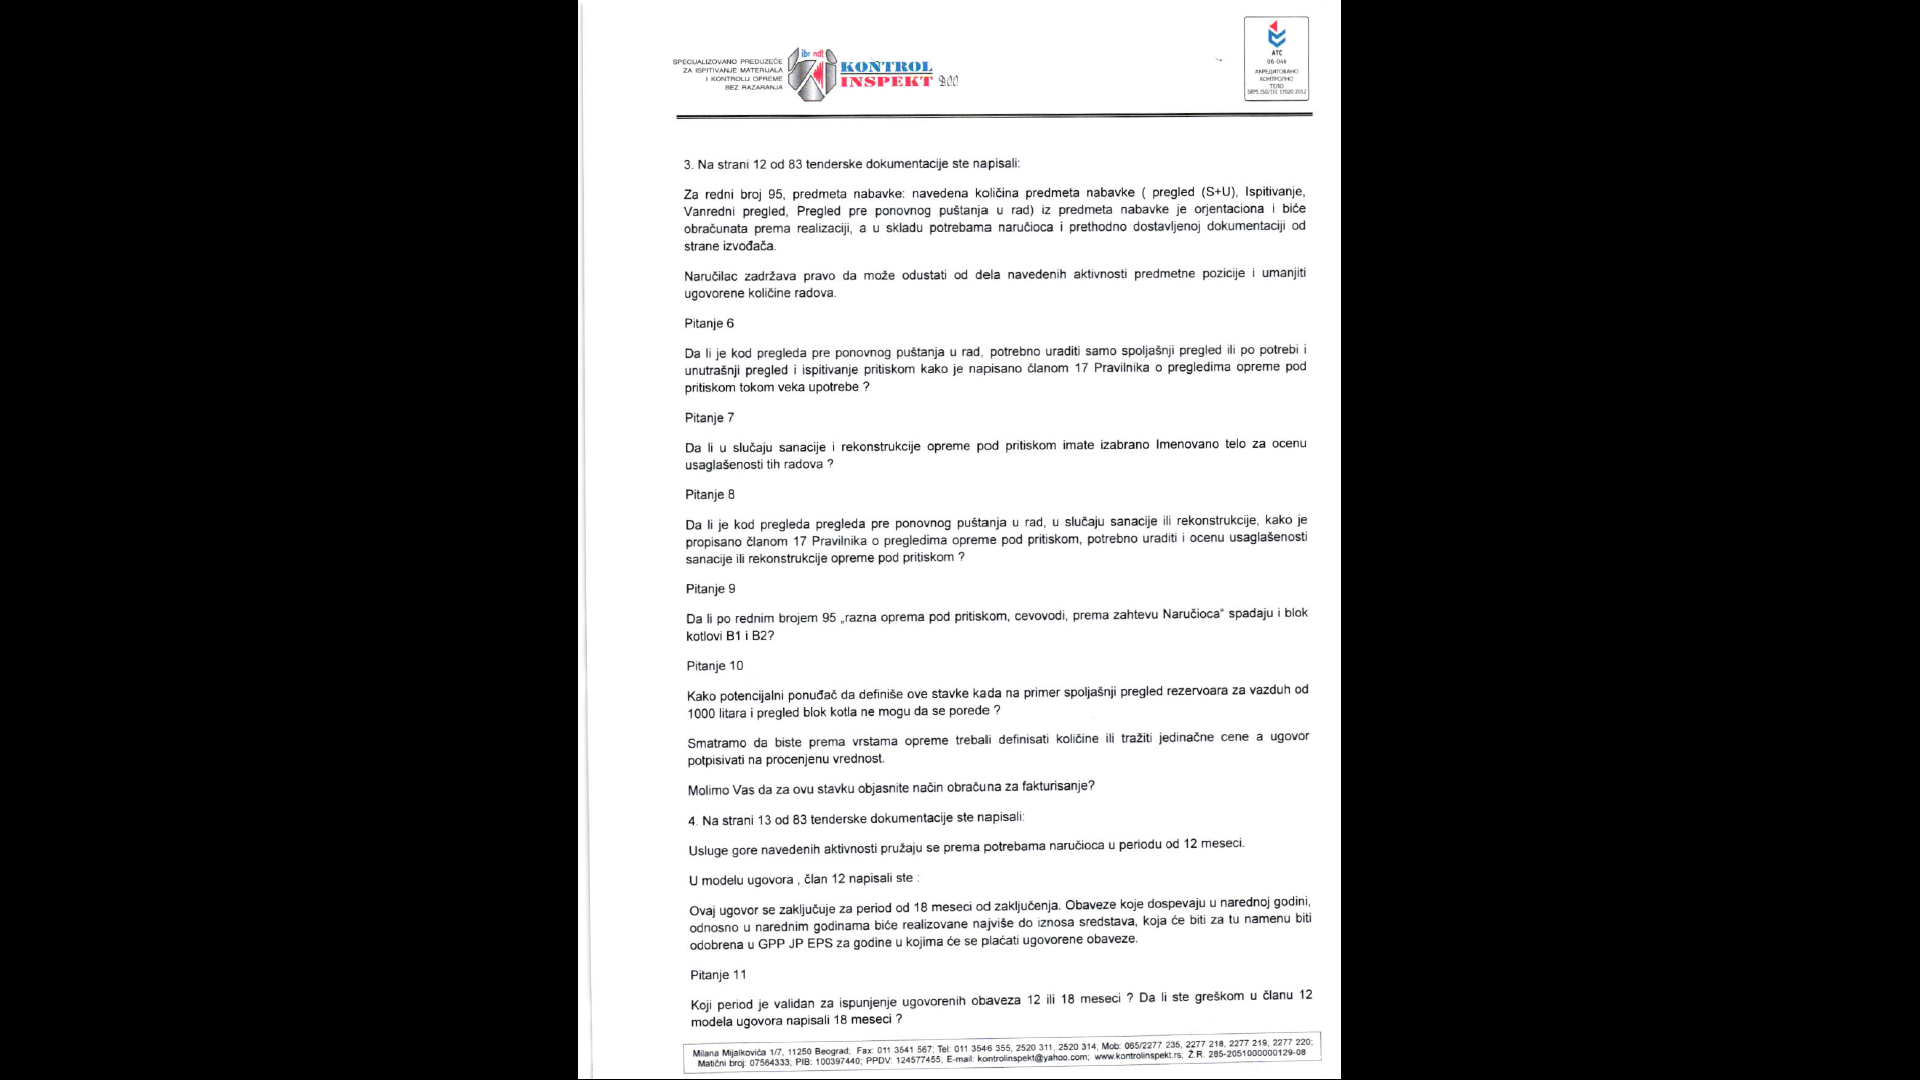 SPECIJALIZOVANO PREDUZEĆE
ZA ISPITIVANJE MATERIJALA
I KONTROLU OPREME
BEZ RAZARANJA
ibr ndt
KONTROL
INSPEKT DOO
ATC
06-046
АКРЕДИТОВАНО
КОНТРОЛНО
ТЕЛО
SRPS ISO/IEC 17020:2012
3. Na strani 12 od 83 tenderske dokumentacije ste napisali:
Za redni broj 95, predmeta nabavke: navedena količina predmeta nabavke ( pregled (S+U), Ispitivanje,
Vanredni pregled, Pregled pre ponovnog puštanja u rad) iz predmeta nabavke je orjentaciona i biće
obračunata prema realizaciji, a u skladu potrebama naručioca i prethodno dostavljenoj dokumentaciji od
strane izvođača.
Naručilac zadržava pravo da može odustati od dela navedenih aktivnosti predmetne pozicije i umanjiti
ugovorene količine radova.
Pitanje 6
Da li je kod pregleda pre ponovnog puštanja u rad, potrebno uraditi samo spoljašnji pregled ili po potrebi i
unutrašnji pregled i ispitivanje pritiskom kako je napisano članom 17 Pravilnika o pregledima opreme pod
pritiskom tokom veka upotrebe ?
Pitanje 7
Da li u slučaju sanacije i rekonstrukcije opreme pod pritiskom imate izabrano Imenovano telo za ocenu
usaglašenosti tih radova ?
Pitanje 8
Da li je kod pregleda pregleda pre ponovnog puštanja u rad, u slučaju sanacije ili rekonstrukcije, kako je
propisano članom 17 Pravilnika o pregledima opreme pod pritiskom, potrebno uraditi i ocenu usaglašenosti
sanacije ili rekonstrukcije opreme pod pritiskom ?
Pitanje 9
Da li po rednim brojem 95 „razna oprema pod pritiskom, cevovodi, prema zahtevu Naručioca“ spadaju i blok
kotlovi B1 i B2?
Pitanje 10
Kako potencijalni ponuđač da definiše ove stavke kada na primer spoljašnji pregled rezervoara za vazduh od
1000 litara i pregled blok kotla ne mogu da se porede ?
Smatramo da biste prema vrstama opreme trebali definisati količine ili tražiti jedinačne cene a ugovor
potpisivati na procenjenu vrednost.
Molimo Vas da za ovu stavku objasnite način obračuna za fakturisanje?
4. Na strani 13 od 83 tenderske dokumentacije ste napisali:
Usluge gore navedenih aktivnosti pružaju se prema potrebama naručioca u periodu od 12 meseci.
U modelu ugovora , član 12 napisali ste :
Ovaj ugovor se zaključuje za period od 18 meseci od zaključenja. Obaveze koje dospevaju u narednoj godini,
odnosno u narednim godinama biće realizovane najviše do iznosa sredstava, koja će biti za tu namenu biti
odobrena u GPP JP EPS za godine u kojima će se plaćati ugovorene obaveze.
Pitanje 11
Koji period je validan za ispunjenje ugovorenih obaveza 12 ili 18 meseci ? Da li ste greškom u članu 12
modela ugovora napisali 18 meseci ?
Milana Mijalkovića 1/7, 11250 Beograd; Fax: 011 3541 567; Tel: 011 3546 355, 2520 311, 2520 314, Mob: 065/2277 235, 2277 218, 2277 219, 2277 220;
Matični broj: 07564333; PIB: 100397440; PPDV: 124577455; E-mail: kontrolinspekt@yahoo.com; www.kontrolinspekt.rs; Ž.R. 285-2051000000129-08